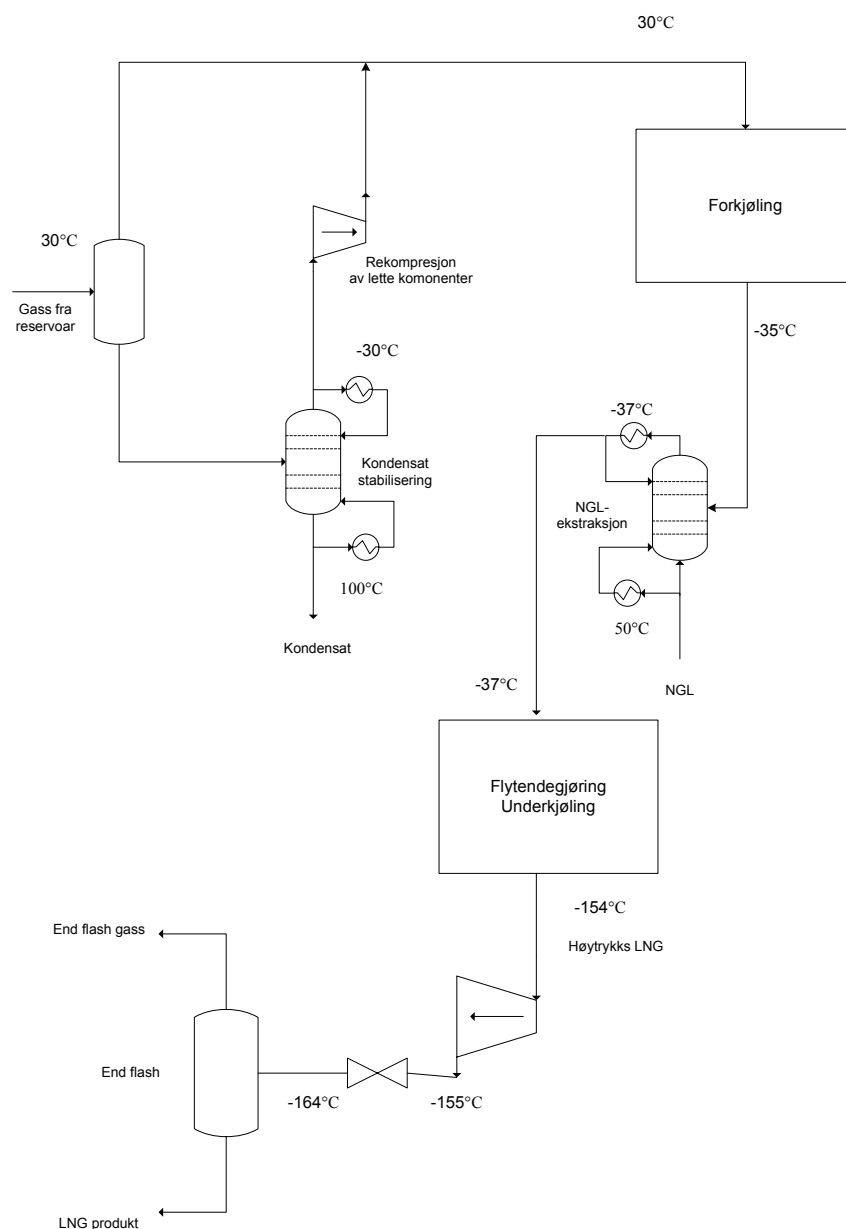 30°C
Forkjøling
30°C
Gass fra
reservoar
Rekompresjon
av lette komonenter
-30°C
-35°C
-37°C
Kondensat
stabilisering
NGL-
ekstraksjon
100°C
50°C
Kondensat
-37°C
NGL
Flytendegjøring
Underkjøling
-154°C
End flash gass
Høytrykks LNG
End flash
-164°C
-155°C
LNG produkt